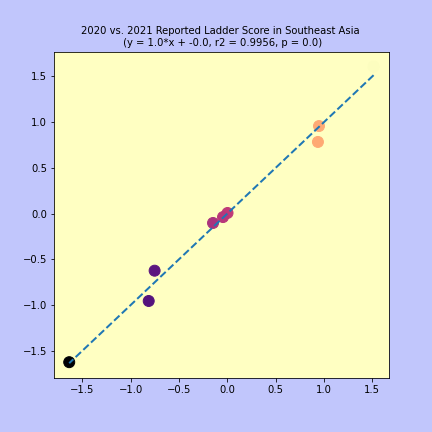 2020 vs. 2021 Reported Ladder Score in Southeast Asia
(y = 1.0*x + -0.0, r2 = 0.9956, p = 0.0)
1.5
1.0
0.5
0.0
−0.5
−1.0
−1.5
−1.5 −1.0 −0.5 0.0 0.5 1.0 1.5